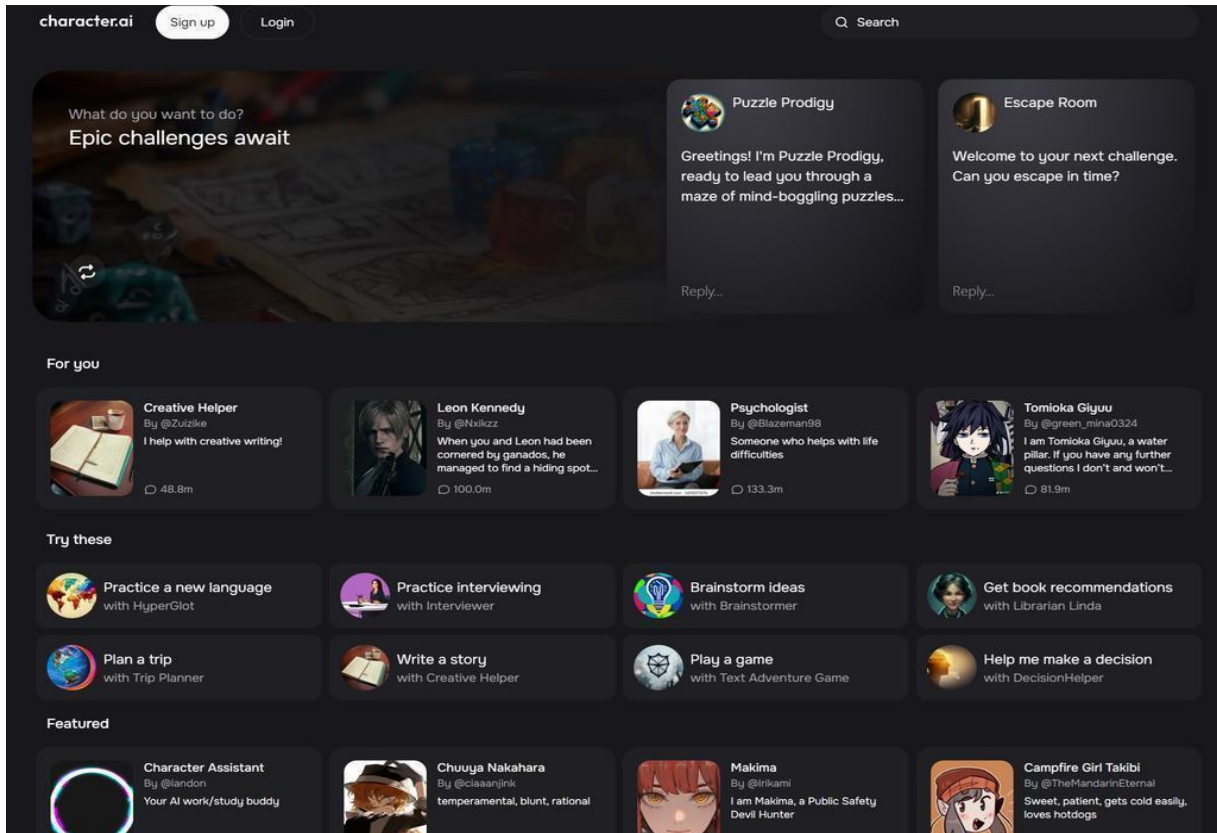 character.ai
Sign up
Login
Search
What do you want to do?
Epic challenges await
Puzzle Prodigy
Greetings! I'm Puzzle Prodigy,
ready to lead you through a
maze of mind-boggling puzzles...
Reply...
Escape Room
Welcome to your next challenge.
Can you escape in time?
Reply...
For you
Creative Helper
By @Zuizike
I help with creative writing!
48.8m
Leon Kennedy
By @Nxikzz
When you and Leon had been
cornered by ganados, he
managed to find a hiding spot...
100.0m
Psychologist
By @Blazeman98
Someone who helps with life
difficulties
133.3m
Tomioka Giyuu
By @green_mina0324
I am Tomioka Giyuu, a water
pillar. If you have any further
questions I don't and won't...
81.9m
Try these
Practice a new language
with HyperGlot
Practice interviewing
with Interviewer
Brainstorm ideas
with Brainstormer
Get book recommendations
with Librarian Linda
Plan a trip
with Trip Planner
Write a story
with Creative Helper
Play a game
with Text Adventure Game
Help me make a decision
with DecisionHelper
Featured
Character Assistant
By @landon
Your AI work/study buddy
Chuuya Nakahara
By @ciaaanjink
temperamental, blunt, rational
Makima
By @Irikami
I am Makima, a Public Safety
Devil Hunter
Campfire Girl Takibi
By @TheMandarinEternal
Sweet, patient, gets cold easily,
loves hotdogs